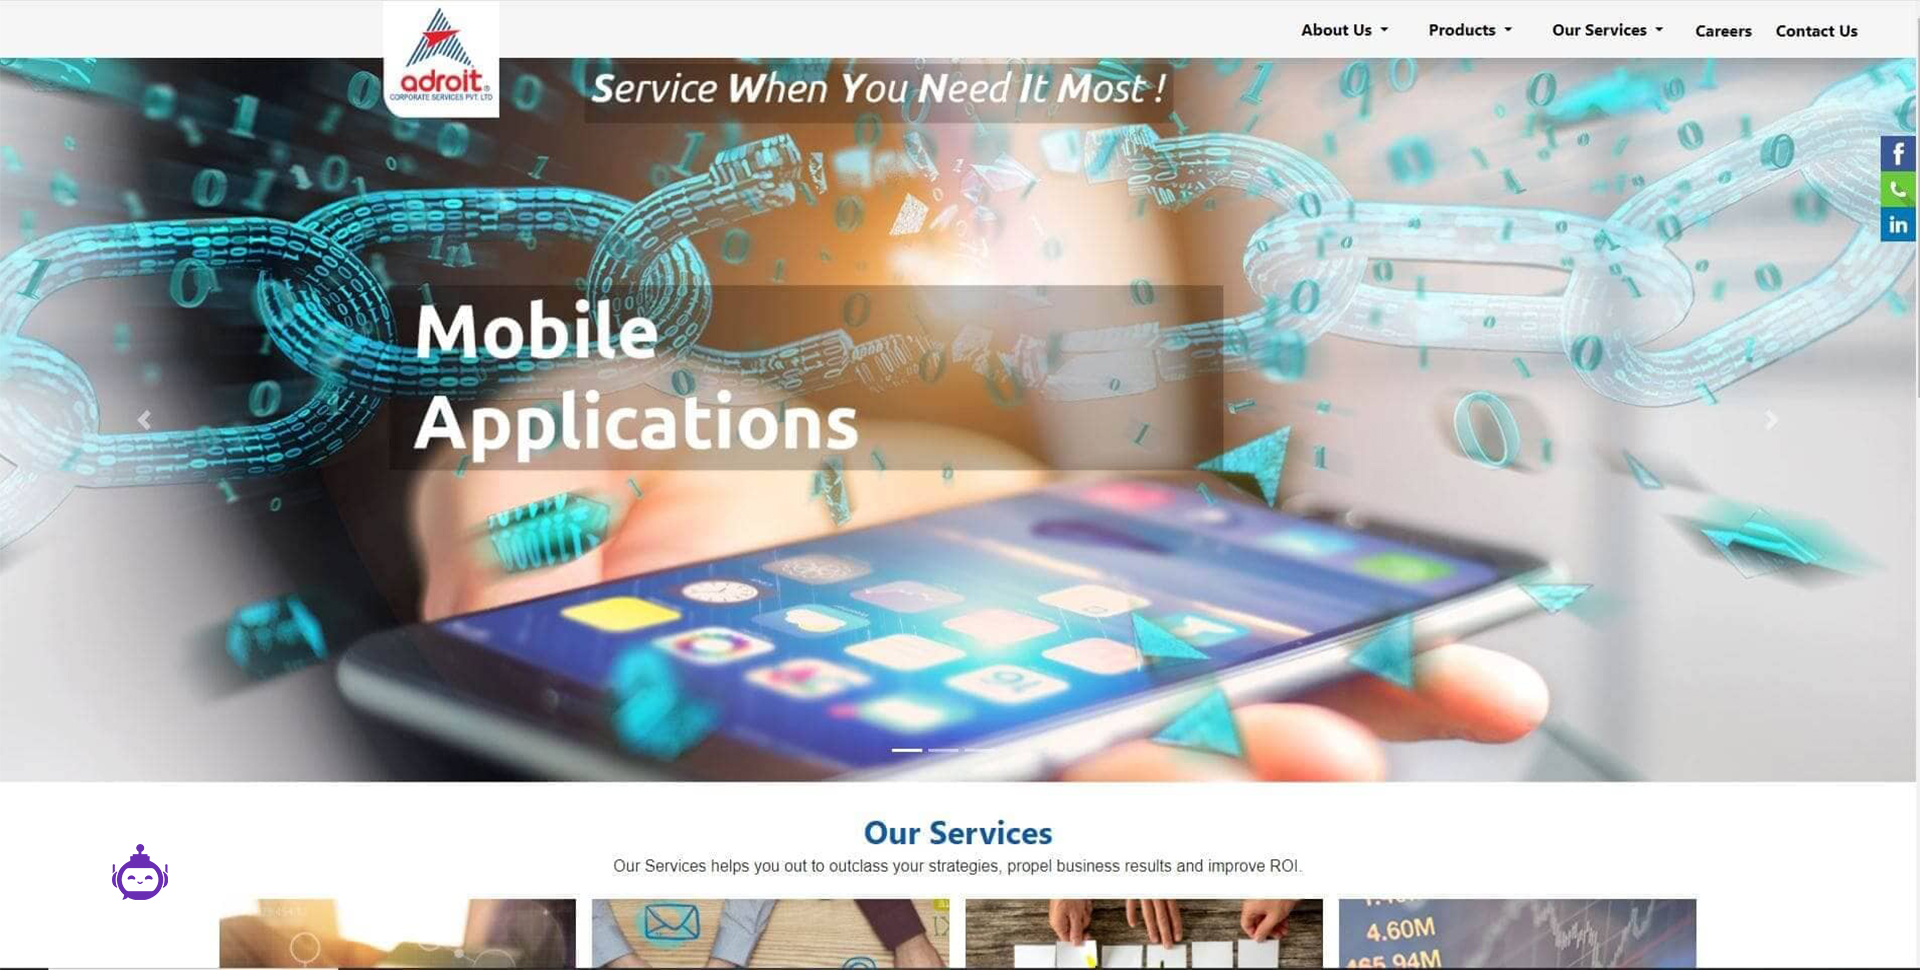 adroit
CORPORATE SERVICES PVT. LTD
About Us
Products
Our Services
Careers
Contact Us
Service When You Need It Most !
f
in
Mobile
Applications
Our Services
Our Services helps you out to outclass your strategies, propel business results and improve ROI.
4.60M
465.94M